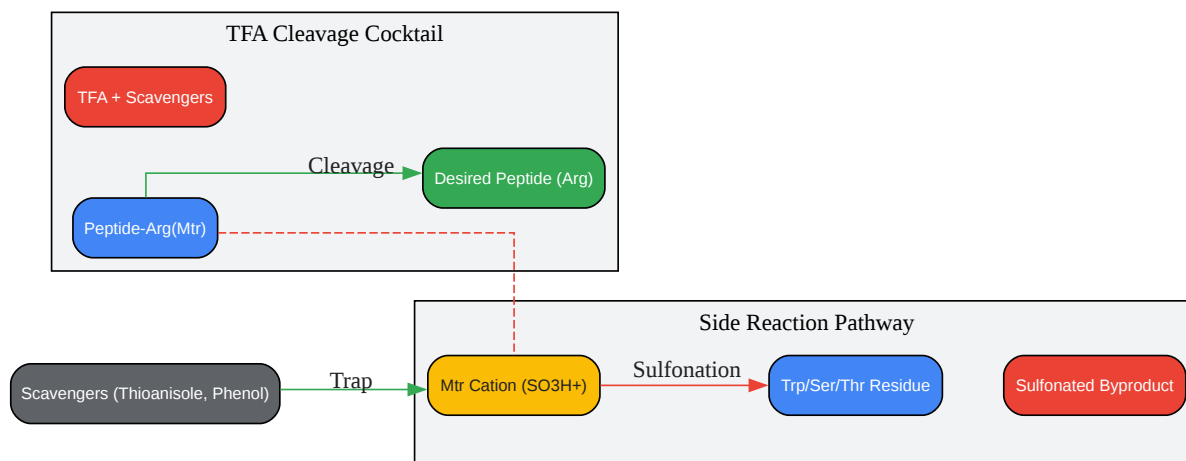 TFA Cleavage Cocktail
TFA + Scavengers
Cleavage
Desired Peptide (Arg)
Peptide-Arg(Mtr)
Side Reaction Pathway
Scavengers (Thioanisole, Phenol)
Trap
Mtr Cation (SO3H+)
Sulfonation
Trp/Ser/Thr Residue
Sulfonated Byproduct